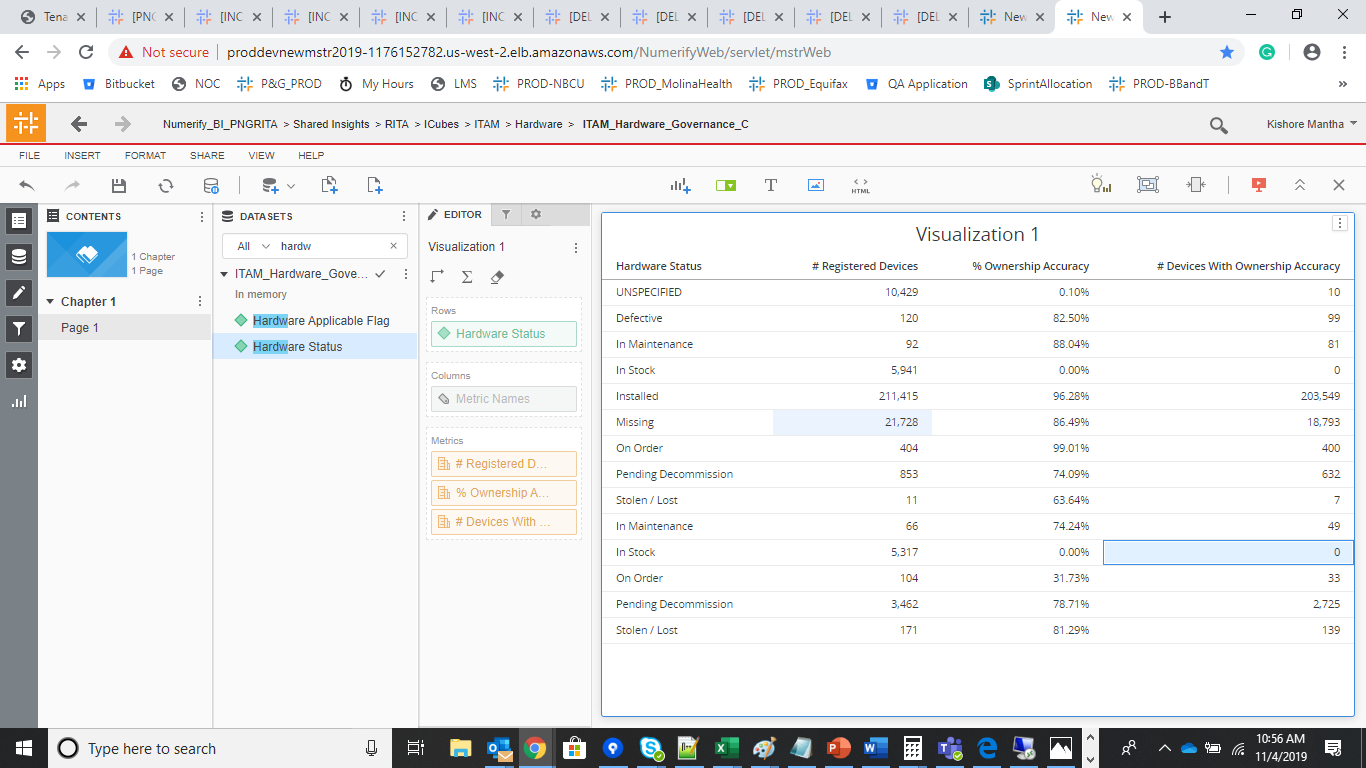 Tena
[PNG
[INC
[INC
[INC
[INC
[DEL
[DEL
[DEL
[DEL
[DEL
New
New
Not secure
proddevnewmstr2019-1176152782.us-west-2.elb.amazonaws.com/NumerifyWeb/servlet/mstrWeb
Apps
Bitbucket
NOC
P&G_PROD
My Hours
LMS
PROD-NBCU
PROD_MolinaHealth
PROD_Equifax
QA Application
SprintAllocation
PROD-BBandT
Numerify_BI_PNGRITA > Shared Insights > RITA > ICubes > ITAM > Hardware > ITAM_Hardware_Governance_C
Kishore Mantha
FILE INSERT FORMAT SHARE VIEW HELP
HTML
CONTENTS
1 Chapter
1 Page
Chapter 1
Page 1
DATASETS
All hardw
ITAM_Hardware_Gove...
In memory
Hardware Applicable Flag
Hardware Status
EDITOR
Visualization 1
Rows
Hardware Status
Columns
Metric Names
Metrics
# Registered D...
% Ownership A...
# Devices With ...
Visualization 1
Hardware Status # Registered Devices % Ownership Accuracy # Devices With Ownership Accuracy
UNSPECIFIED 10,429 0.10% 10
Defective 120 82.50% 99
In Maintenance 92 88.04% 81
In Stock 5,941 0.00% 0
Installed 211,415 96.28% 203,549
Missing 21,728 86.49% 18,793
On Order 404 99.01% 400
Pending Decommission 853 74.09% 632
Stolen / Lost 11 63.64% 7
In Maintenance 66 74.24% 49
In Stock 5,317 0.00% 0
On Order 104 31.73% 33
Pending Decommission 3,462 78.71% 2,725
Stolen / Lost 171 81.29% 139
Type here to search
10:56 AM
11/4/2019